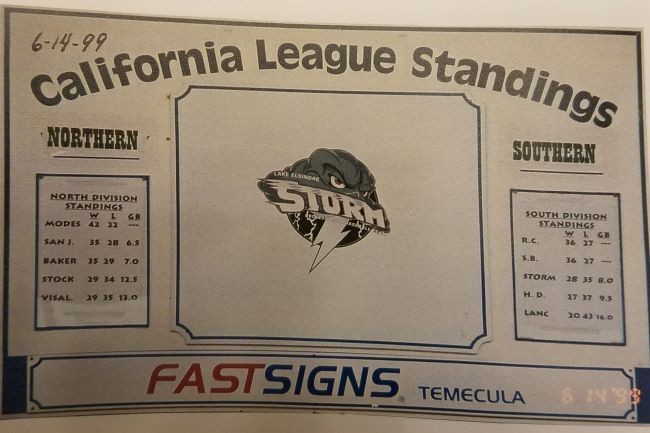 6-14-99
California League Standings
NORTHERN
NORTH DIVISION
STANDINGS
W L GB
MODES 42 22 ---
SAN J. 35 28 6.5
BAKER 35 29 7.0
STOCK 29 34 12.5
VISAL. 29 35 13.0
LAKE ELSINORE
STORM
SOUTHERN
SOUTH DIVISION
STANDINGS
W L GB
R.C. 36 27 ---
S.B. 36 27 ---
STORM 28 35 8.0
H. D. 27 37 9.5
LANC 20 43 16.0
FASTSIGNS® TEMECULA